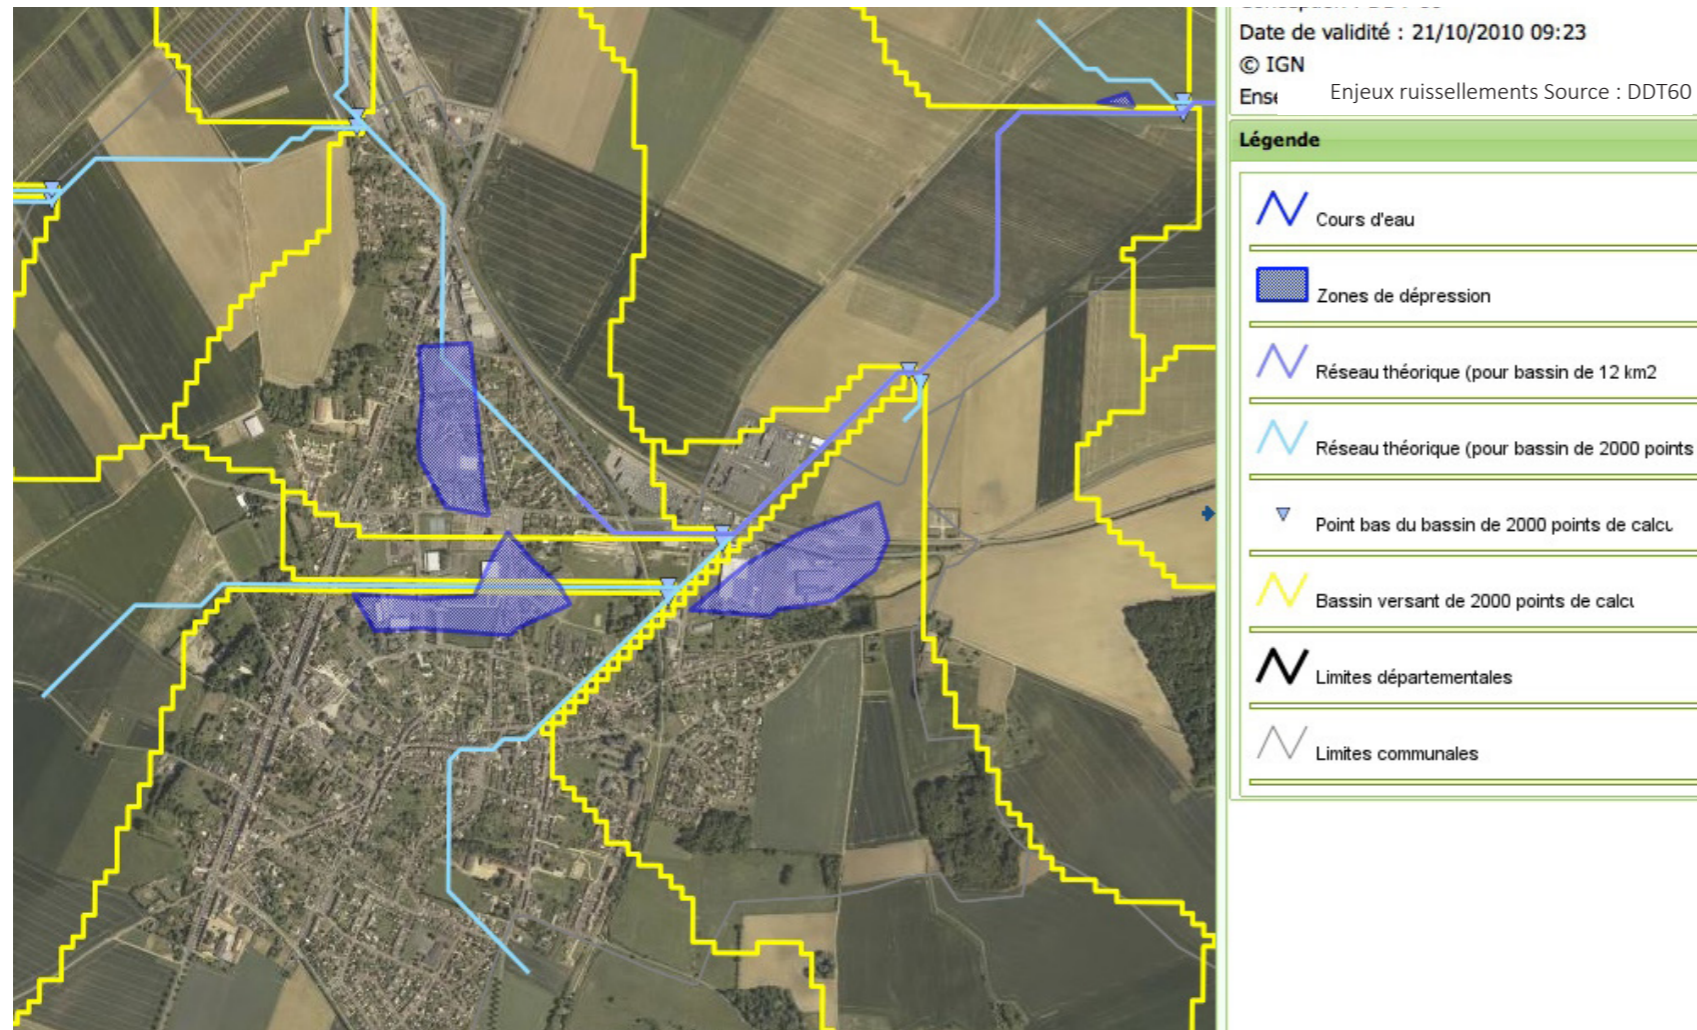 Date de validité : 21/10/2010 09:23
© IGN
Enjeux ruissellements Source : DDT60
Légende
Cours d'eau
Zones de dépression
Réseau théorique (pour bassin de 12 km2
Réseau théorique (pour bassin de 2000 points
Point bas du bassin de 2000 points de calcu
Bassin versant de 2000 points de calcu
Limites départementales
Limites communales